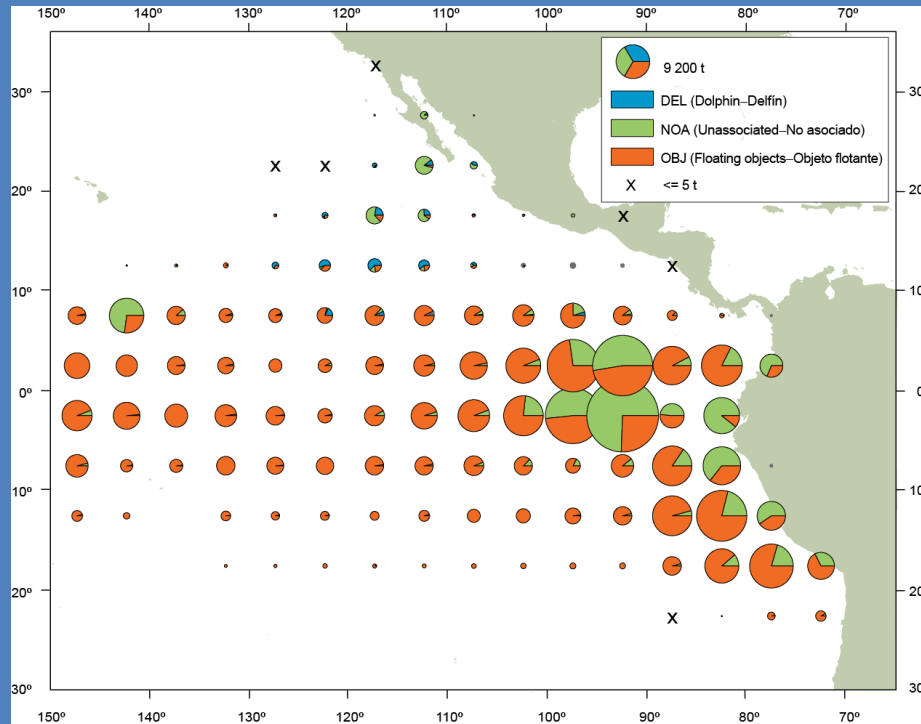 150º 140º 130º 120º 110º 100º 90º 80º 70º
9 200 t
DEL (Dolphin–Delfín)
NOA (Unassociated–No asociado)
OBJ (Floating objects–Objeto flotante)
X <= 5 t
X
30º 30
X X
20º 20
X
X
10º 10
0º 0º
10º 10
20º 20
X
30º 30
150º 140º 130º 120º 110º 100º 90º 80º 70º